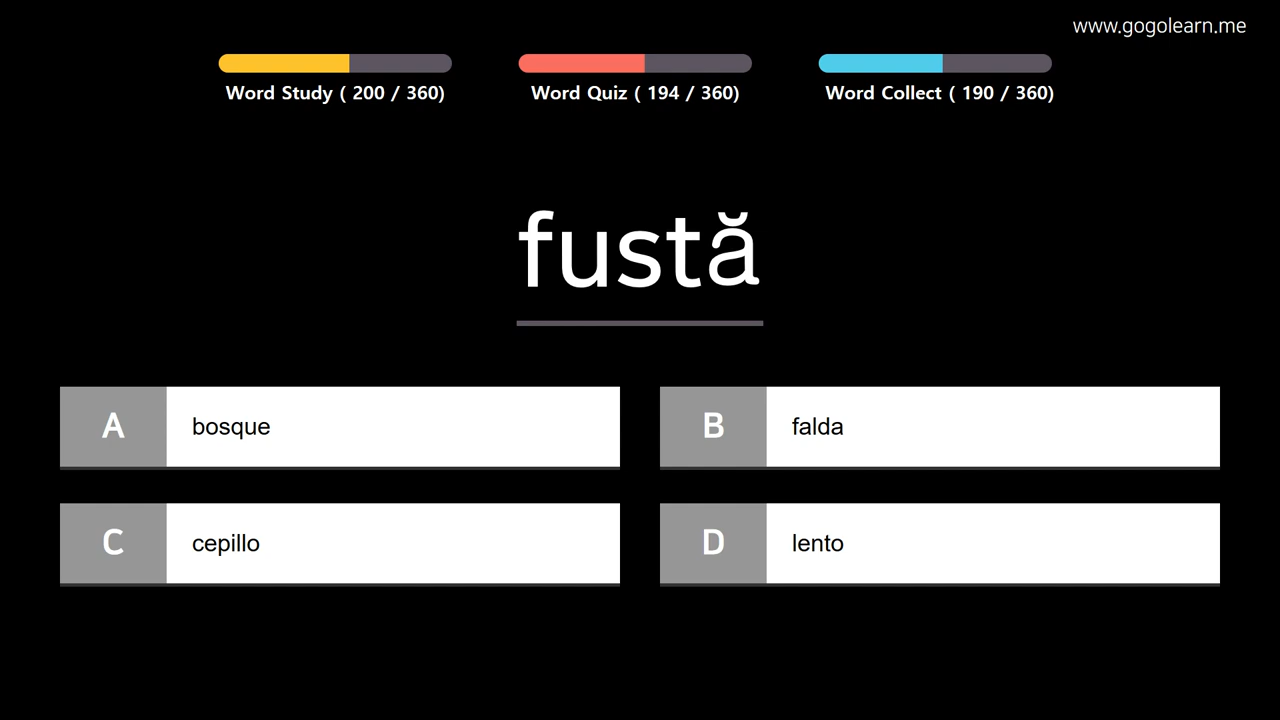 www.gogolearn.me
Word Study ( 200 / 360)
Word Quiz ( 194 / 360)
Word Collect ( 190 / 360)
fustă
A bosque
B falda
C cepillo
D lento